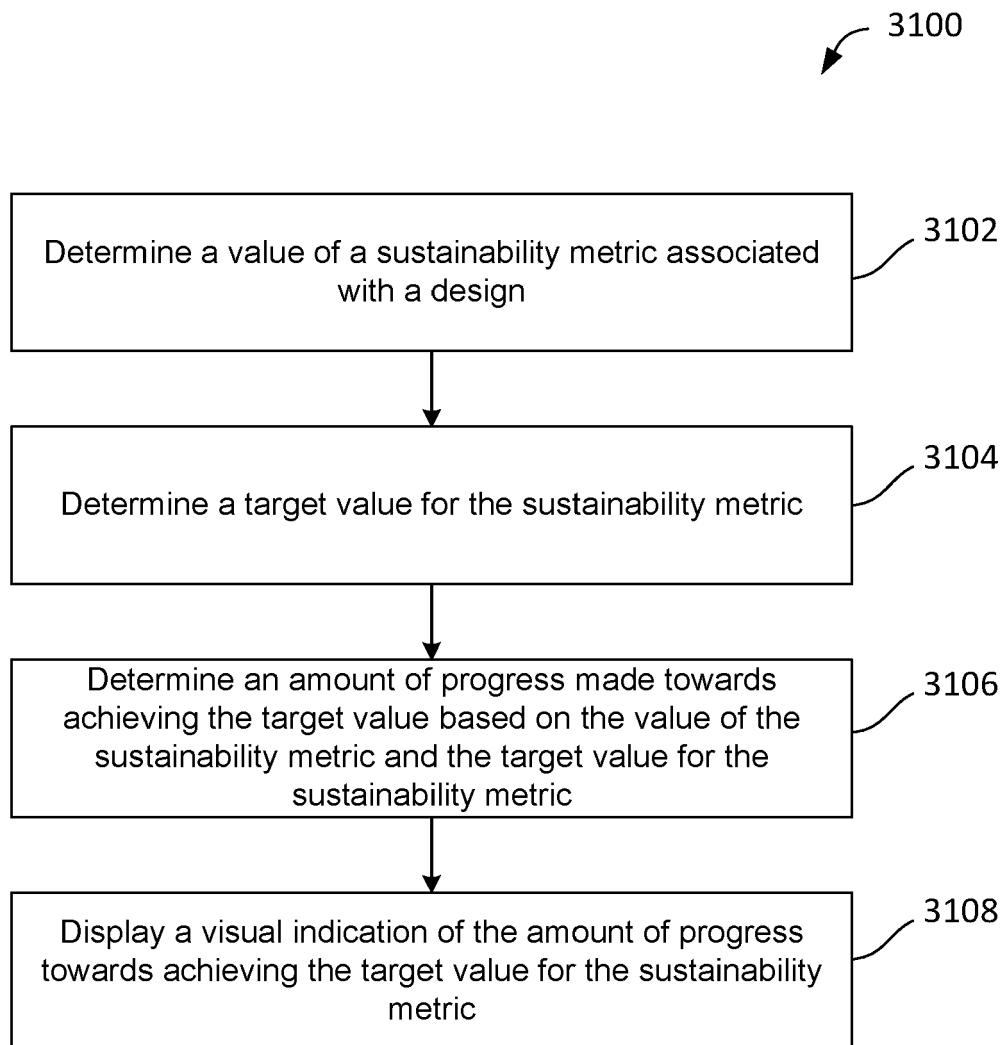 3100
3102
Determine a value of a sustainability metric associated
with a design
3104
Determine a target value for the sustainability metric
3106
Determine an amount of progress made towards
achieving the target value based on the value of the
sustainability metric and the target value for the
sustainability metric
3108
Display a visual indication of the amount of progress
towards achieving the target value for the sustainability
metric